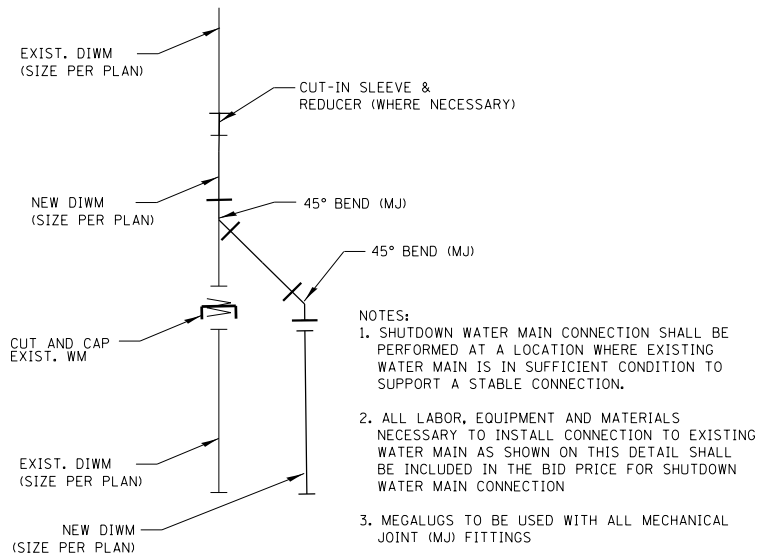 EXIST. DIWM
(SIZE PER PLAN)
CUT-IN SLEEVE &
REDUCER (WHERE NECESSARY)
NEW DIWM
(SIZE PER PLAN)
45° BEND (MJ)
45° BEND (MJ)
CUT AND CAP
EXIST. WM
EXIST. DIWM
(SIZE PER PLAN)
NEW DIWM
(SIZE PER PLAN)
NOTES:
1. SHUTDOWN WATER MAIN CONNECTION SHALL BE
PERFORMED AT A LOCATION WHERE EXISTING
WATER MAIN IS IN SUFFICIENT CONDITION TO
SUPPORT A STABLE CONNECTION.
2. ALL LABOR, EQUIPMENT AND MATERIALS
NECESSARY TO INSTALL CONNECTION TO EXISTING
WATER MAIN AS SHOWN ON THIS DETAIL SHALL
BE INCLUDED IN THE BID PRICE FOR SHUTDOWN
WATER MAIN CONNECTION
3. MEGALUGS TO BE USED WITH ALL MECHANICAL
JOINT (MJ) FITTINGS